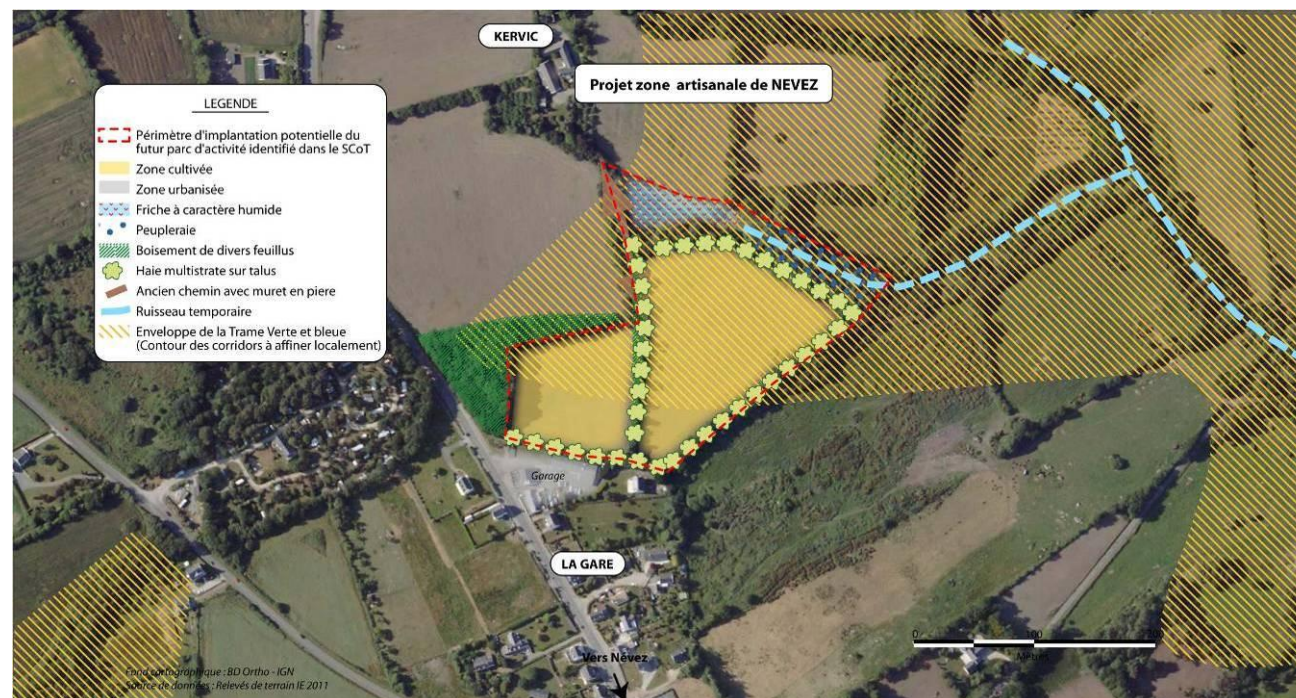 KERVIC
Projet zone artisanale de NEVEZ
LEGENDE
Périmètre d'implantation potentielle du
futur parc d'activité identifié dans le SCoT
Zone cultivée
Zone urbanisée
Friche à caractère humide
Peupleraie
Boisement de divers feuillus
Haie multistrate sur talus
Ancien chemin avec muret en piere
Ruisseau temporaire
Enveloppe de la Trame Verte et bleue
(Contour des corridors à affiner localement)
Garage
LA GARE
0 100
Mètres
Vers Névez
Fond cartographique : BD Ortho - IGN
Source de données : Relevés de terrain IE 2011